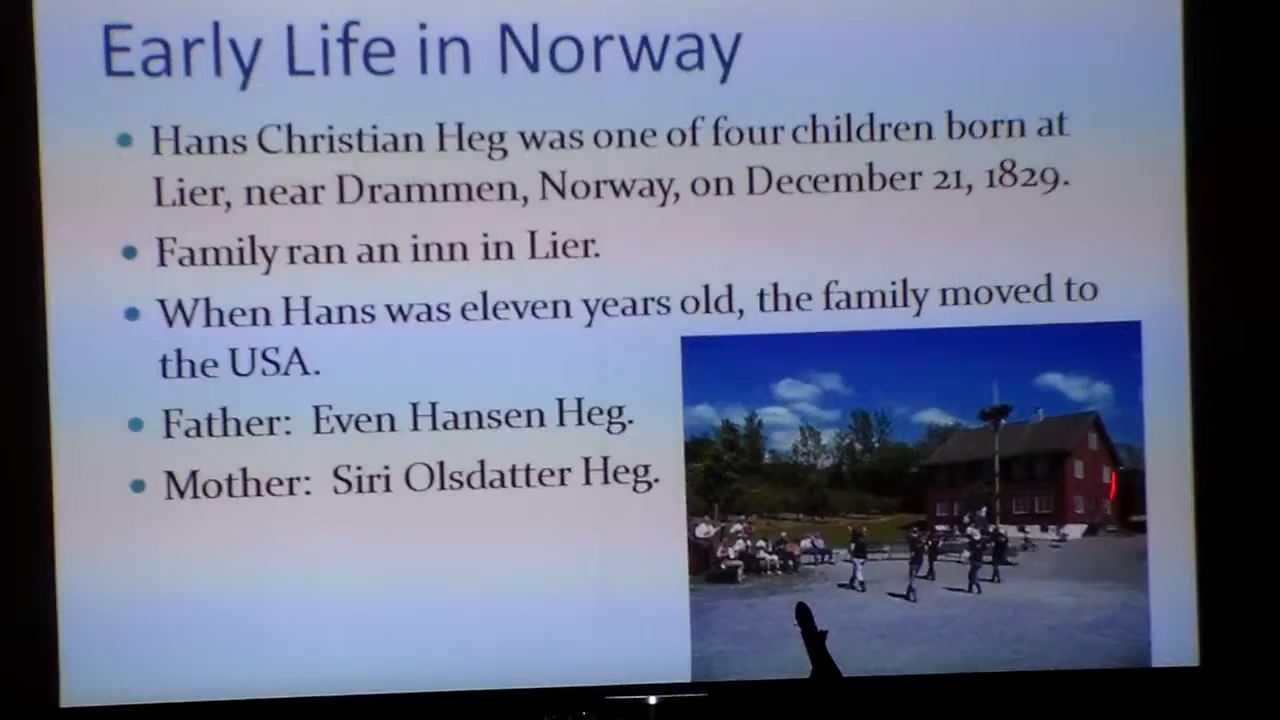 Early Life in Norway
Hans Christian Heg was one of four children born at
Lier, near Drammen, Norway, on December 21, 1829.
Family ran an inn in Lier.
When Hans was eleven years old, the family moved to
the USA.
Father: Even Hansen Heg.
Mother: Siri Olsdatter Heg.